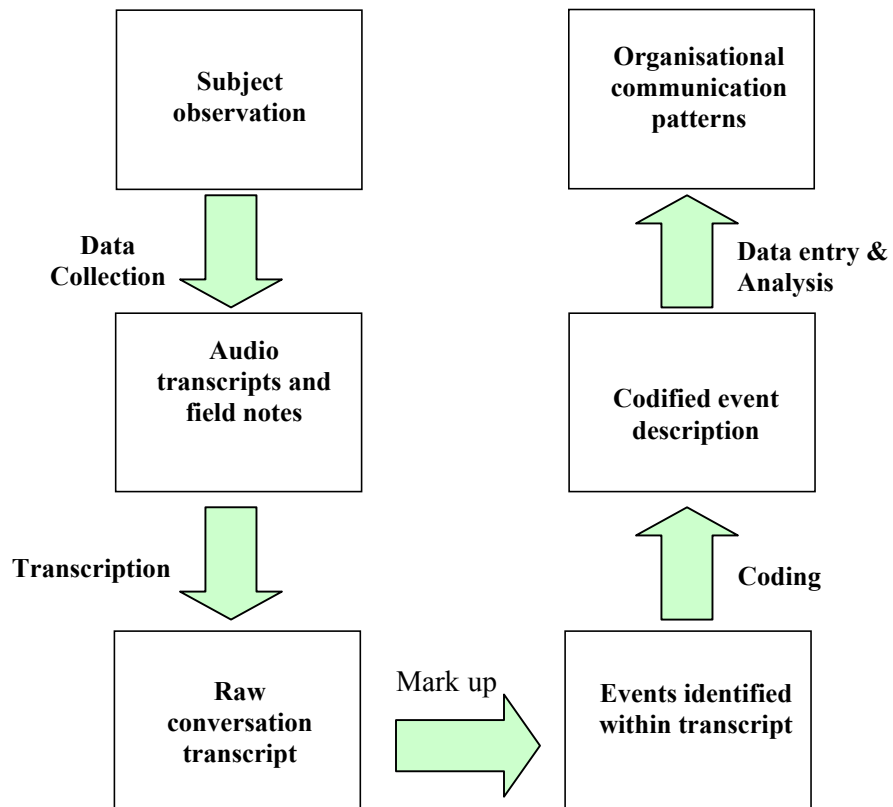 Subject
observation
Data
Collection
Audio
transcripts and
field notes
Transcription
Raw
conversation
transcript
Mark up
Events identified
within transcript
Coding
Codified event
description
Data entry &
Analysis
Organisational
communication
patterns